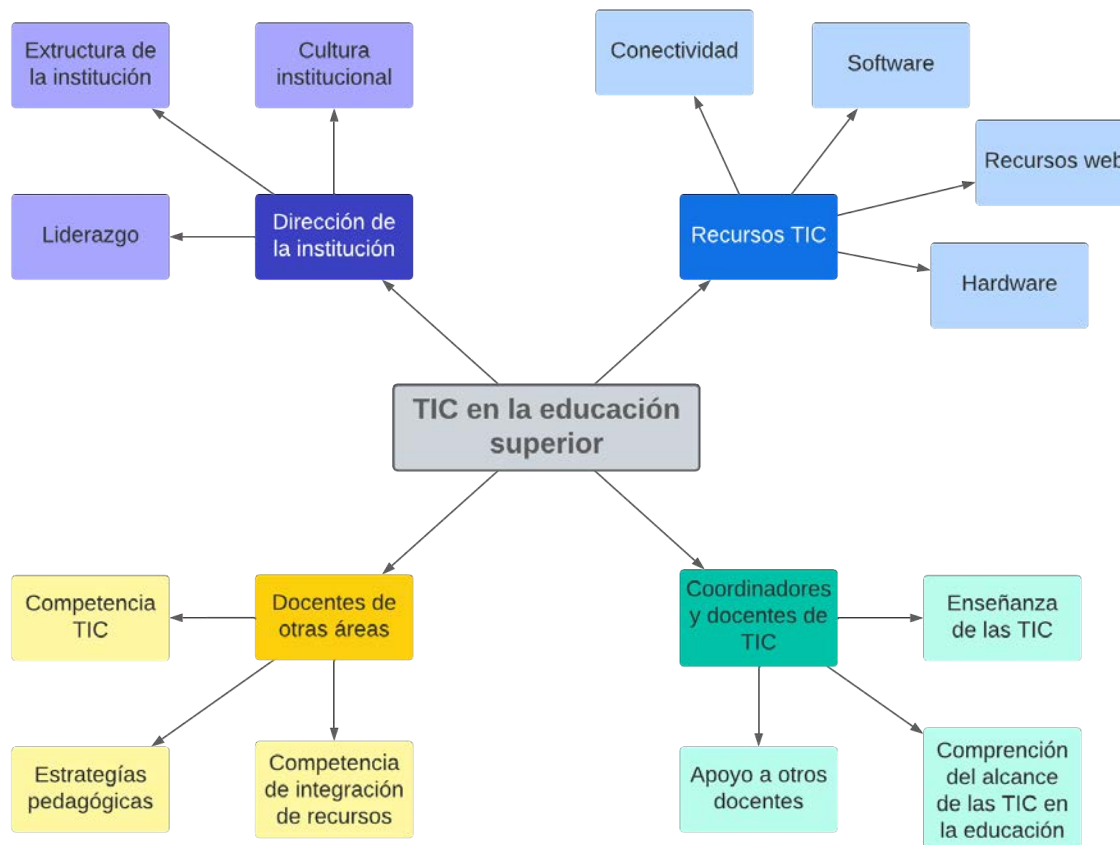 Extructura de
la institución
Cultura
institucional
Liderazgo
Dirección de
la institución
Conectividad
Software
Recursos web
Recursos TIC
Hardware
TIC en la educación
superior
Competencia
TIC
Docentes de
otras áreas
Estrategías
pedagógicas
Competencia
de integración
de recursos
Coordinadores
y docentes de
TIC
Enseñanza
de las TIC
Apoyo a otros
docentes
Comprención
del alcance
de las TIC en
la educación